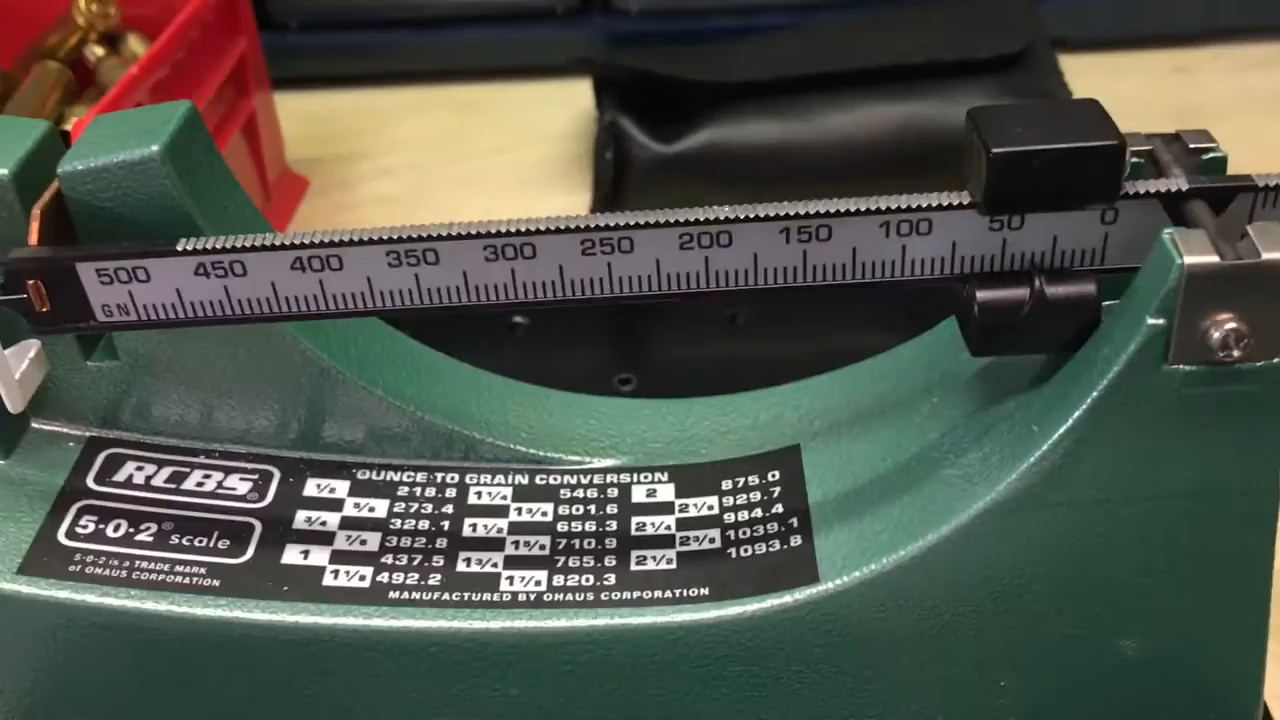 500 450 400 350 300 250 200 150 100 50 0
GN
RCBS®
5·0·2® scale
5·0·2 is a TRADE MARK
of OHAUS CORPORATION
OUNCE TO GRAIN CONVERSION
1/2 218.8 1 1/4 546.9 2 875.0
5/8 273.4 1 3/8 601.6 2 1/8 929.7
3/4 328.1 1 1/2 656.3 2 1/4 984.4
7/8 382.8 1 5/8 710.9 2 3/8 1039.1
1 437.5 1 3/4 765.6 2 1/2 1093.8
1 1/8 492.2 1 7/8 820.3
MANUFACTURED BY OHAUS CORPORATION